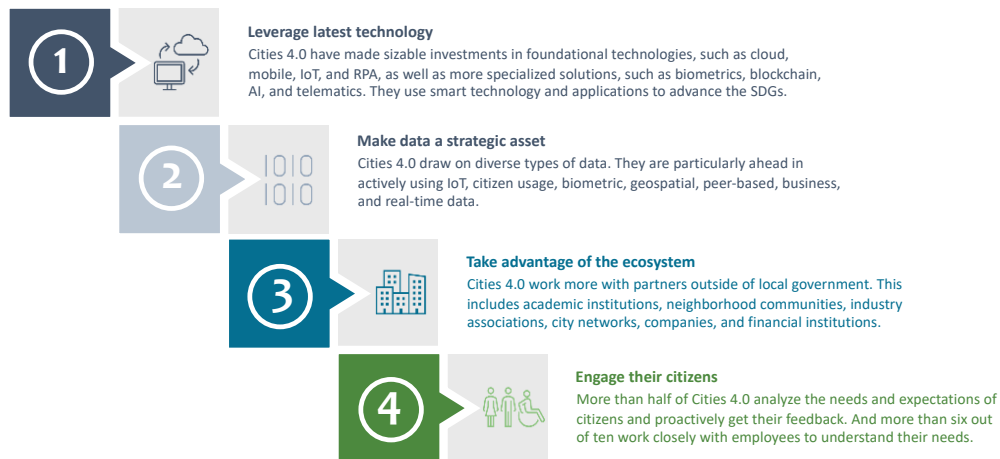 1
Leverage latest technology
Cities 4.0 have made sizable investments in foundational technologies, such as cloud,
mobile, IoT, and RPA, as well as more specialized solutions, such as biometrics, blockchain,
AI, and telematics. They use smart technology and applications to advance the SDGs.
2
1010
1010
Make data a strategic asset
Cities 4.0 draw on diverse types of data. They are particularly ahead in
actively using IoT, citizen usage, biometric, geospatial, peer-based, business,
and real-time data.
3
Take advantage of the ecosystem
Cities 4.0 work more with partners outside of local government. This
includes academic institutions, neighborhood communities, industry
associations, city networks, companies, and financial institutions.
4
Engage their citizens
More than half of Cities 4.0 analyze the needs and expectations of
citizens and proactively get their feedback. And more than six out
of ten work closely with employees to understand their needs.